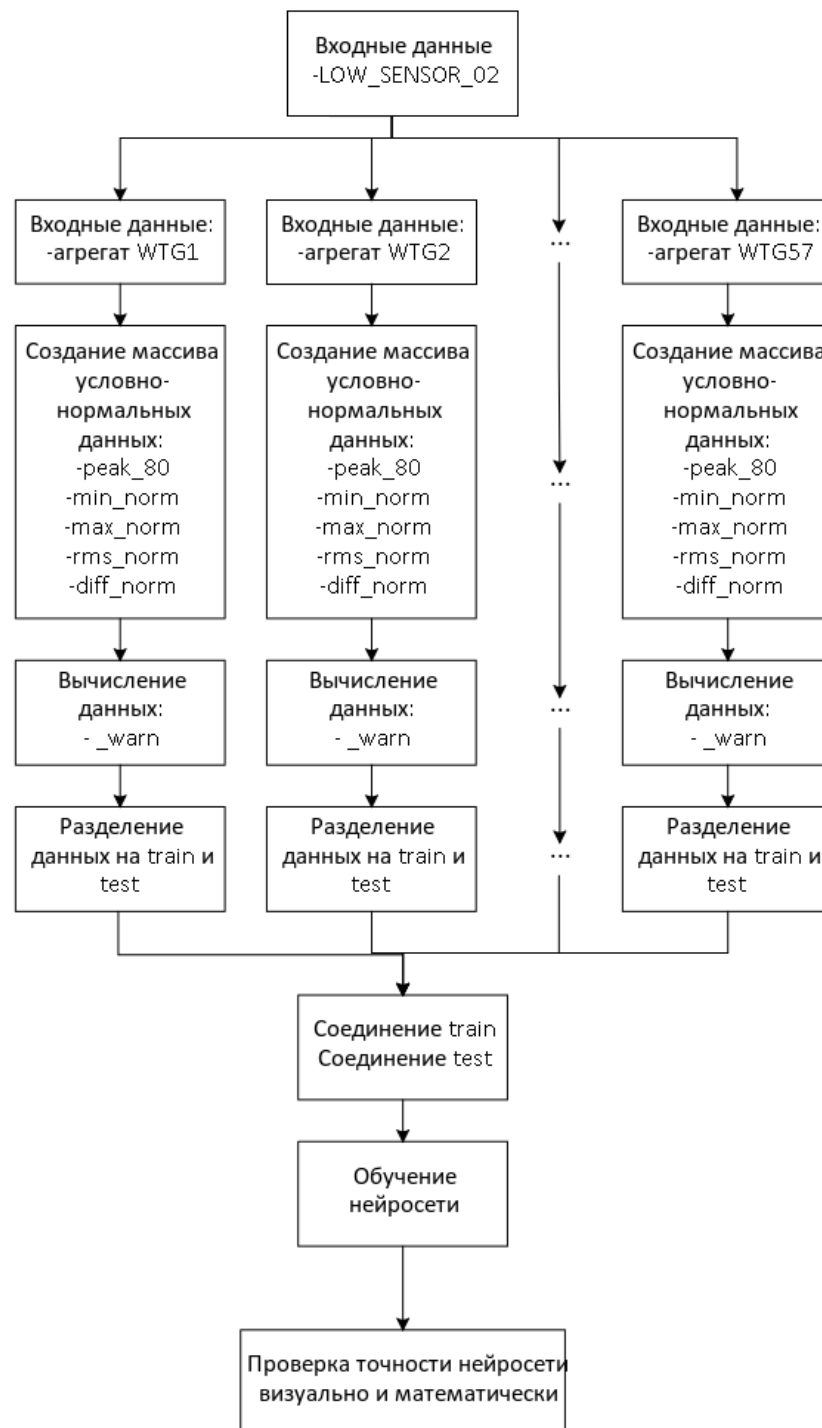 Входные данные
-LOW_SENSOR_02
Входные данные:
-агрегат WTG1
Входные данные:
-агрегат WTG2
...
Входные данные:
-агрегат WTG57
Создание массива
условно-
нормальных
данных:
-peak_80
-min_norm
-max_norm
-rms_norm
-diff_norm
Создание массива
условно-
нормальных
данных:
-peak_80
-min_norm
-max_norm
-rms_norm
-diff_norm
...
Создание массива
условно-
нормальных
данных:
-peak_80
-min_norm
-max_norm
-rms_norm
-diff_norm
Вычисление
данных:
- _warn
Вычисление
данных:
- _warn
...
Вычисление
данных:
- _warn
Разделение
данных на train и
test
Разделение
данных на train и
test
...
Разделение
данных на train и
test
Соединение train
Соединение test
Обучение
нейросети
Проверка точности нейросети
визуально и математически